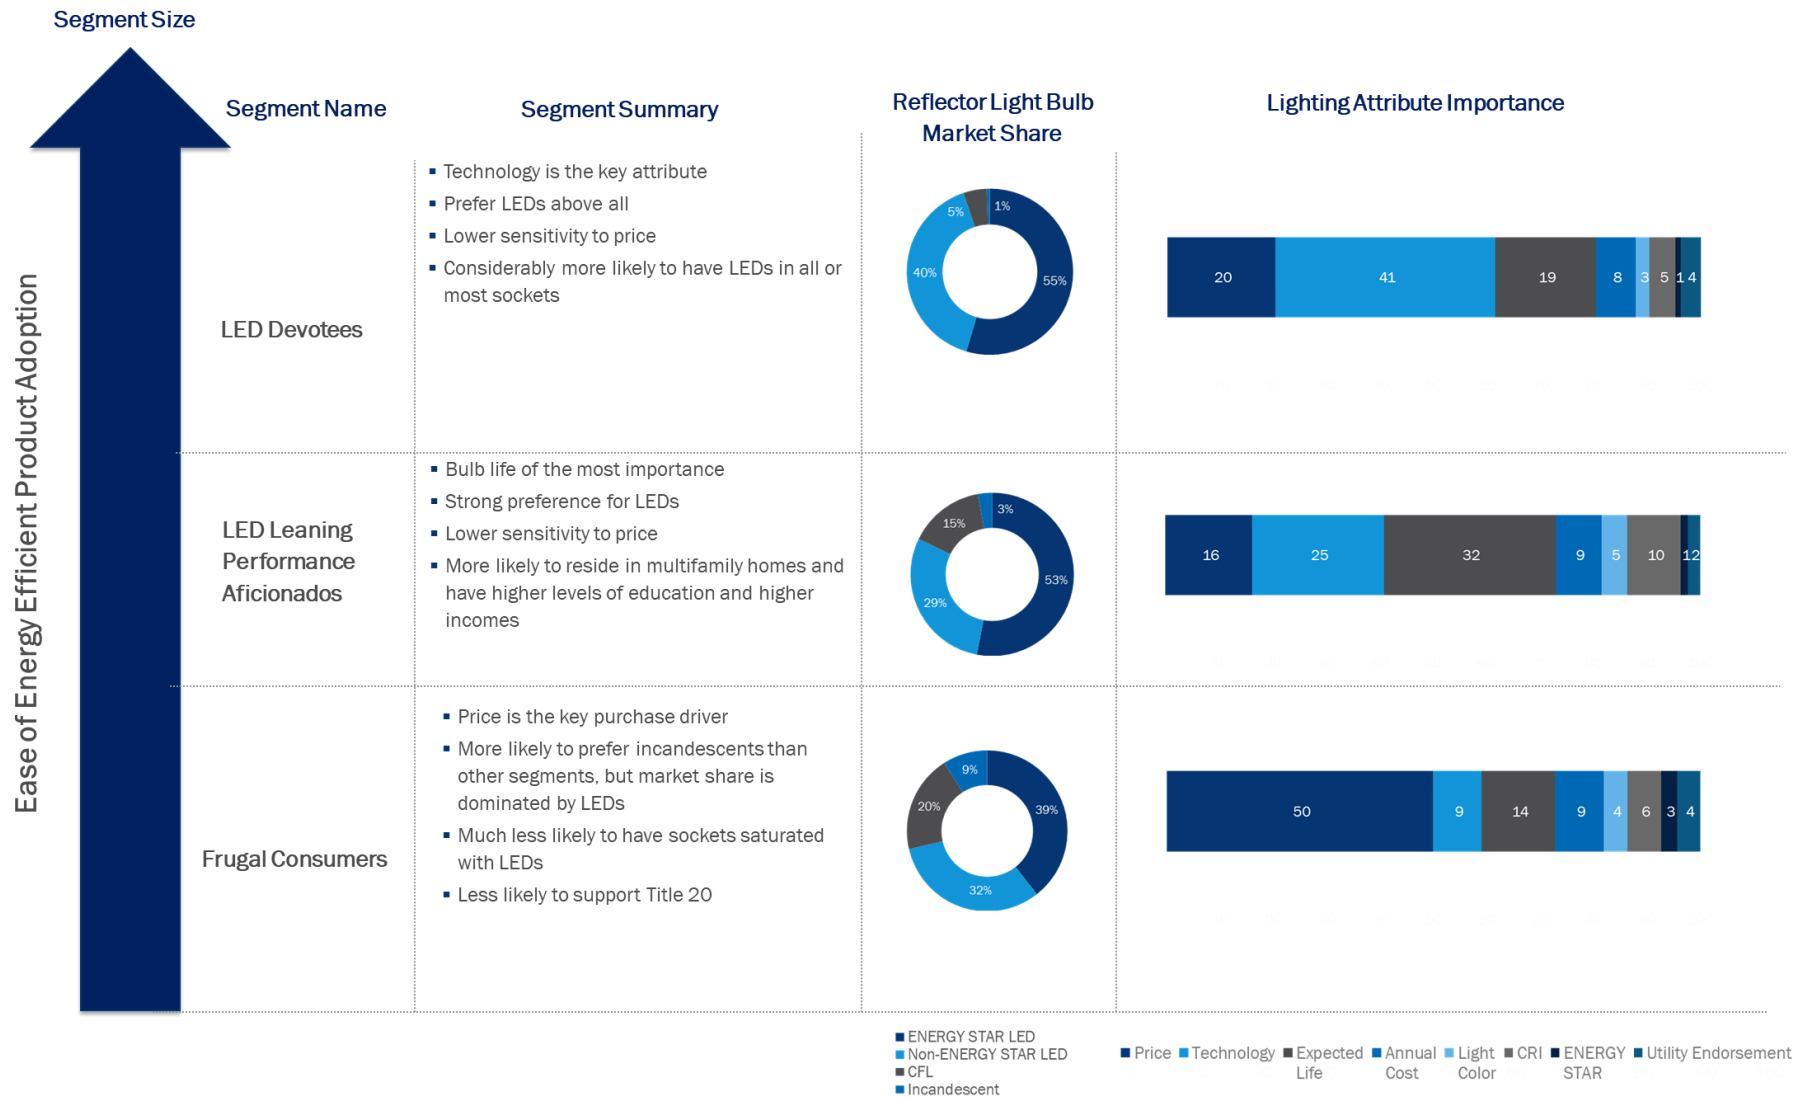 Segment Size
Segment Name
Segment Summary
Reflector Light Bulb
Market Share
Lighting Attribute Importance
Ease of Energy Efficient Product Adoption
LED Devotees
▪ Technology is the key attribute
▪ Prefer LEDs above all
▪ Lower sensitivity to price
▪ Considerably more likely to have LEDs in all or
most sockets
5%
1%
40%
55%
20 41 19 8 3 5 1 4
LED Leaning
Performance
Aficionados
▪ Bulb life of the most importance
▪ Strong preference for LEDs
▪ Lower sensitivity to price
▪ More likely to reside in multifamily homes and
have higher levels of education and higher
incomes
3%
15%
53%
29%
16 25 32 9 5 10 1 2
Frugal Consumers
▪ Price is the key purchase driver
▪ More likely to prefer incandescents than
other segments, but market share is
dominated by LEDs
▪ Much less likely to have sockets saturated
with LEDs
▪ Less likely to support Title 20
9%
20%
39%
32%
50 9 14 9 4 6 3 4
ENERGY STAR LED
Non-ENERGY STAR LED
CFL
Incandescent
Price
Technology
Expected
Life
Annual
Cost
Light
Color
CRI
ENERGY
STAR
Utility Endorsement